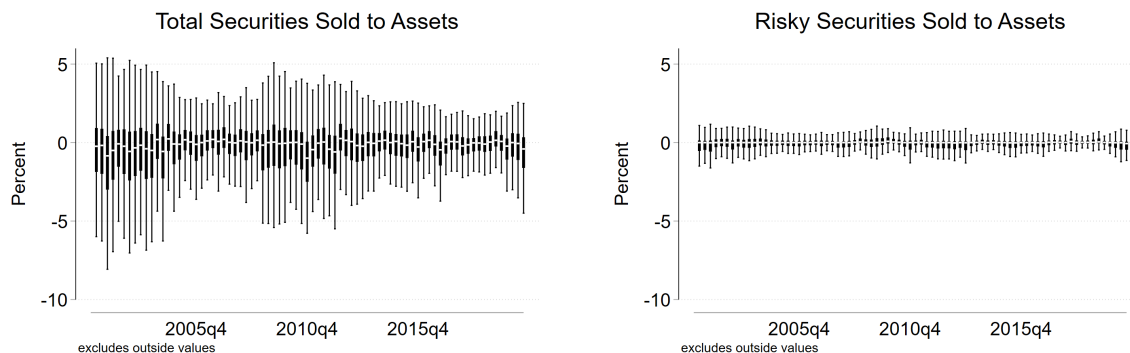 Total Securities Sold to Assets
Percent
5
0
-5
-10
2005q4 2010q4 2015q4
excludes outside values
Risky Securities Sold to Assets
Percent
5
0
-5
-10
2005q4 2010q4 2015q4
excludes outside values